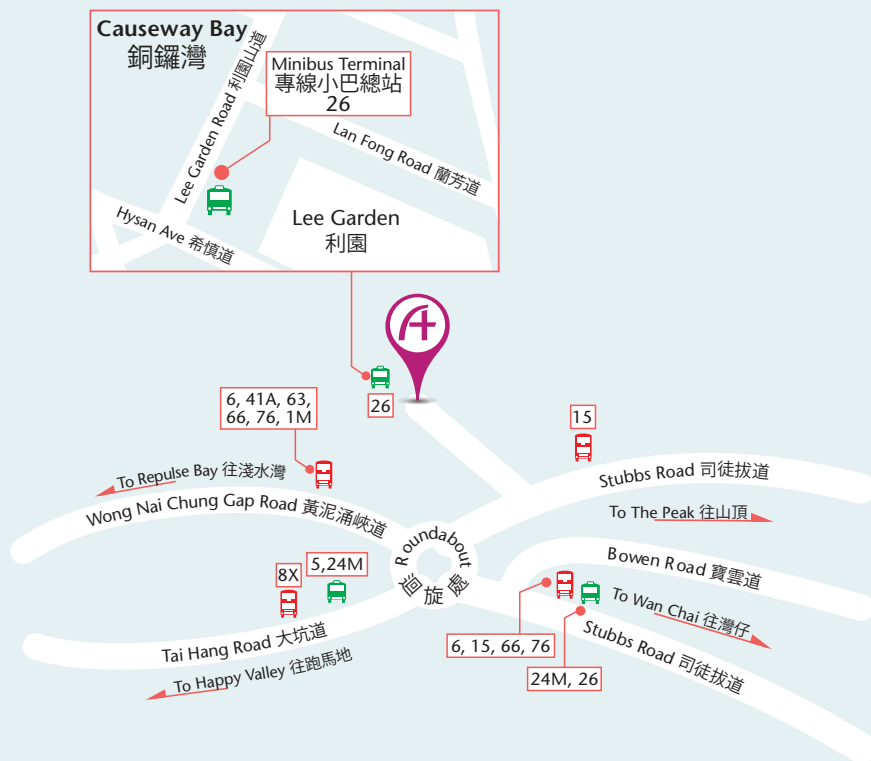 Causeway Bay
銅鑼灣
Lee Garden Road 利園山道
Minibus Terminal
專線小巴總站
26
Lan Fong Road 蘭芳道
Hysan Ave 希慎道
Lee Garden
利園
26
6, 41A, 63,
66, 76, 1M
15
To Repulse Bay 往淺水灣
Wong Nai Chung Gap Road 黃泥涌峽道
Stubbs Road 司徒拔道
To The Peak 往山頂
Roundabout
迴旋處
Bowen Road 寶雲道
8X
5,24M
To Wan Chai 往灣仔
Tai Hang Road 大坑道
6, 15, 66, 76
Stubbs Road 司徒拔道
24M, 26
To Happy Valley 往跑馬地